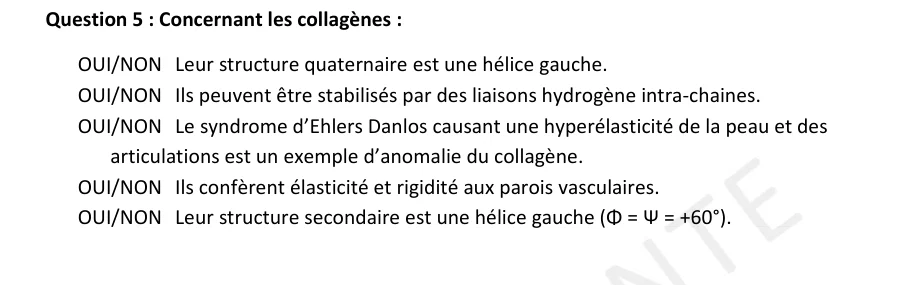 Question 5 : Concernant les collagènes :
OUI/NON Leur structure quaternaire est une hélice gauche.
OUI/NON Ils peuvent être stabilisés par des liaisons hydrogène intra-chaines.
OUI/NON Le syndrome d’Ehlers Danlos causant une hyperélasticité de la peau et des
articulations est un exemple d’anomalie du collagène.
OUI/NON Ils confèrent élasticité et rigidité aux parois vasculaires.
OUI/NON Leur structure secondaire est une hélice gauche (Φ = Ψ = +60°).